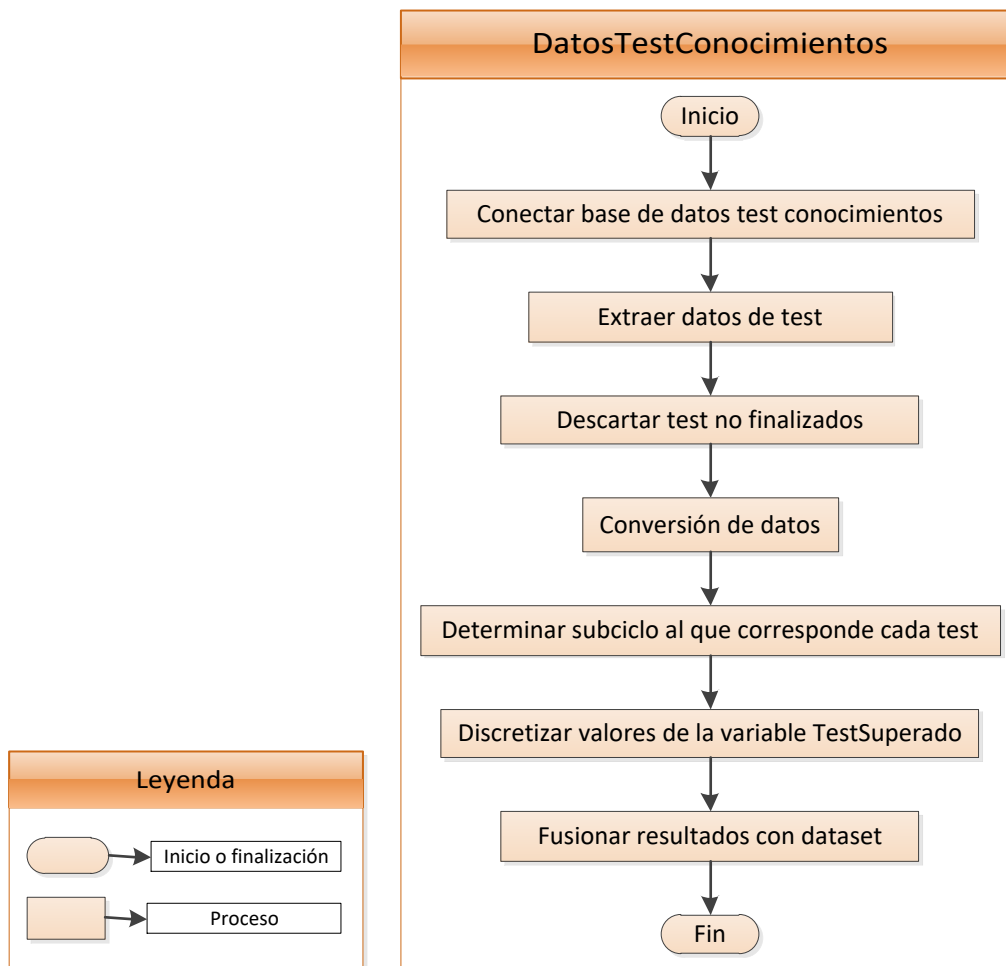 DatosTestConocimientos
Inicio
Conectar base de datos test conocimientos
Extraer datos de test
Descartar test no finalizados
Conversión de datos
Determinar subciclo al que corresponde cada test
Discretizar valores de la variable TestSuperado
Fusionar resultados con dataset
Fin
Leyenda
Inicio o finalización
Proceso